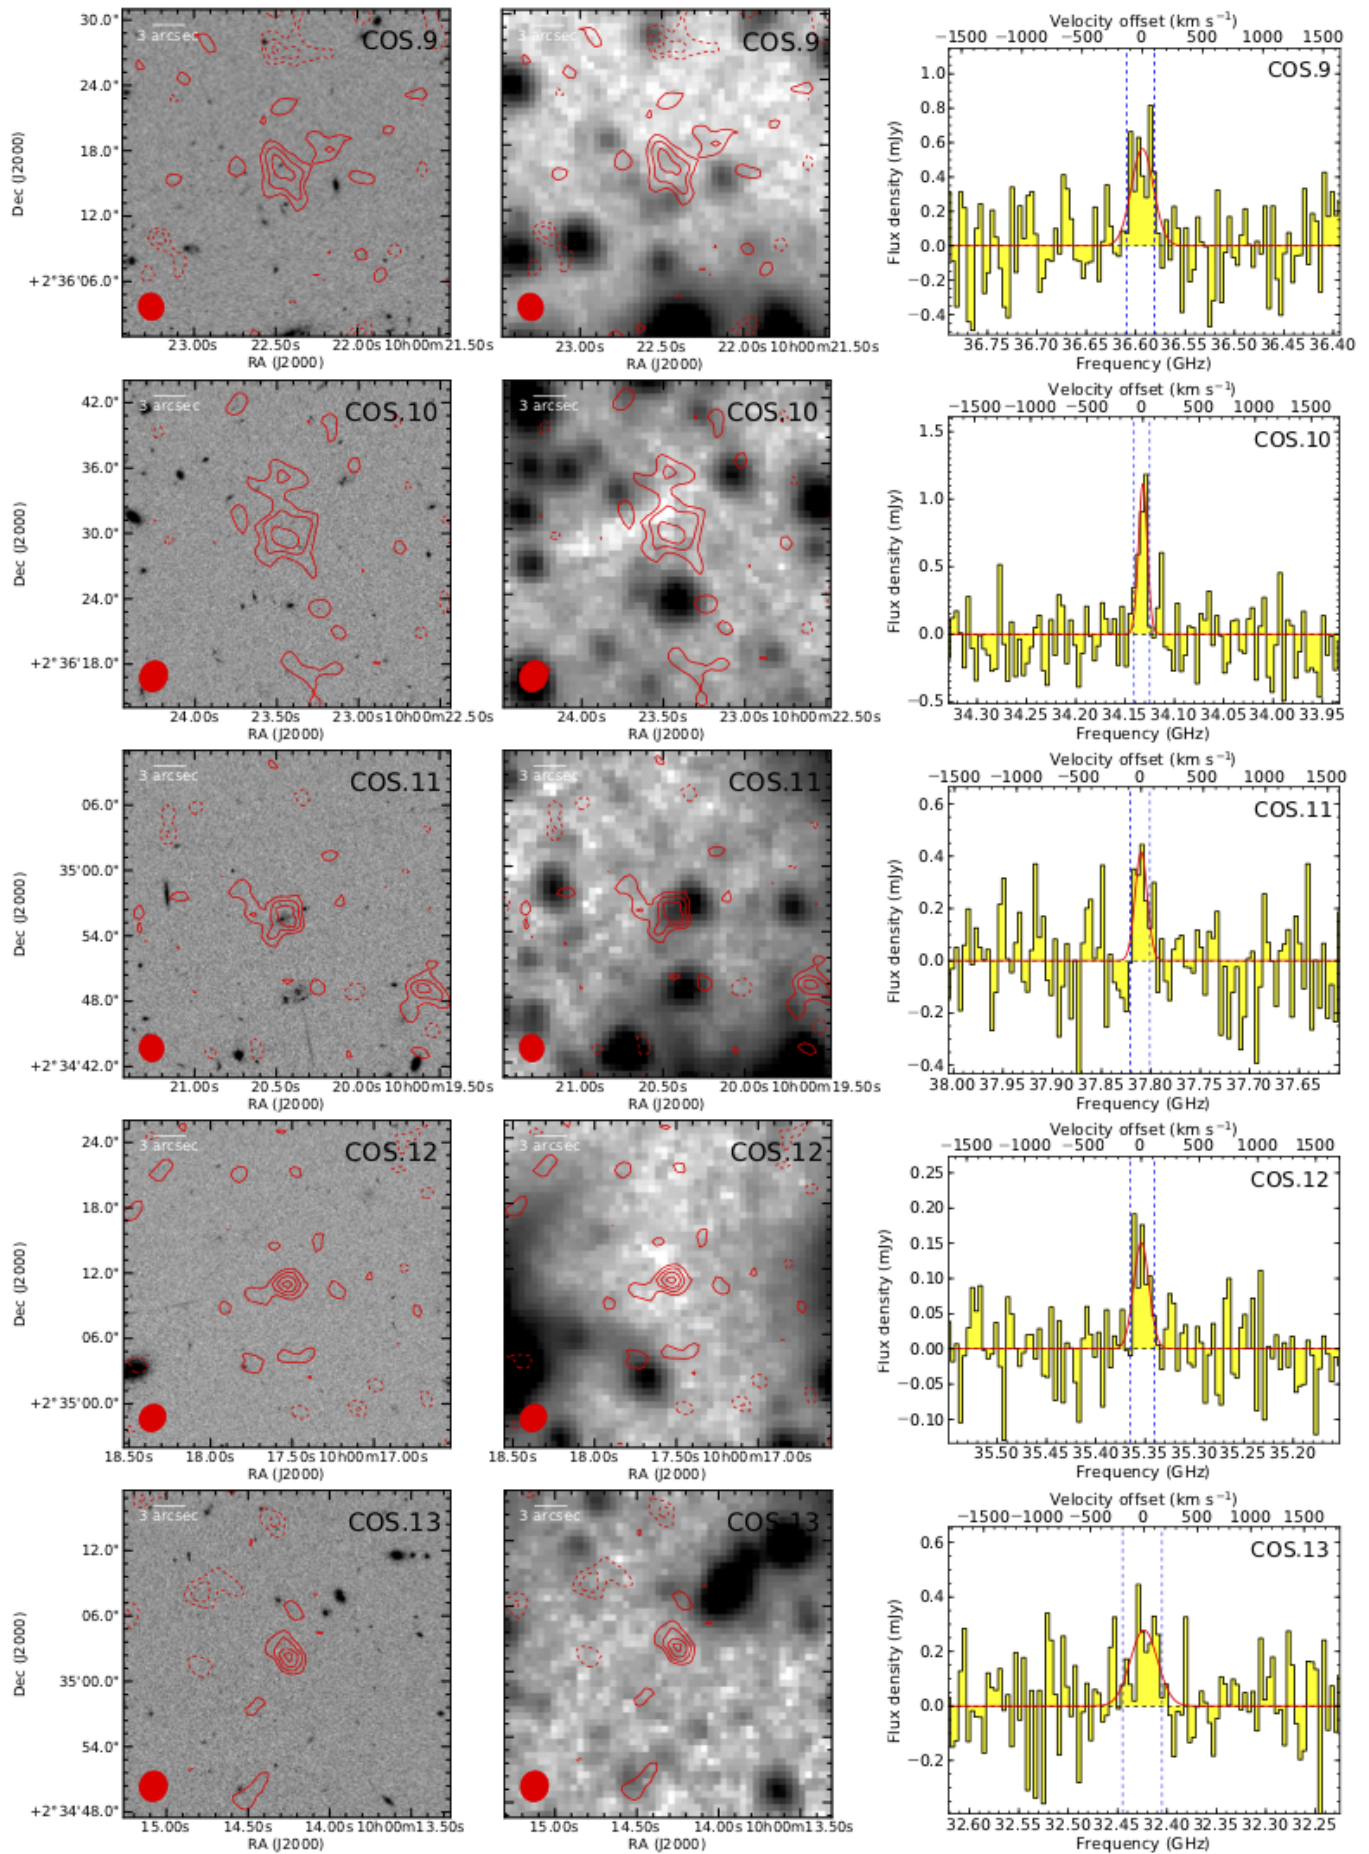 3 arcsec
COS.9
30.0"
24.0"
18.0"
12.0"
+2°36'06.0"
Dec (J2000)
23.00s 22.50s 22.00s 10h00m21.50s
RA (J2000)
3 arcsec
COS.9
23.00s 22.50s 22.00s 10h00m21.50s
RA (J2000)
Velocity offset (km s⁻¹)
−1500 −1000 −500 0 500 1000 1500
COS.9
1.0
0.8
0.6
0.4
0.2
0.0
−0.2
−0.4
Flux density (mJy)
36.75 36.70 36.65 36.60 36.55 36.50 36.45 36.40
Frequency (GHz)
3 arcsec
COS.10
42.0"
36.0"
30.0"
24.0"
+2°36'18.0"
Dec (J2000)
24.00s 23.50s 23.00s 10h00m22.50s
RA (J2000)
3 arcsec
COS.10
24.00s 23.50s 23.00s 10h00m22.50s
RA (J2000)
Velocity offset (km s⁻¹)
−1500 −1000 −500 0 500 1000 1500
COS.10
1.5
1.0
0.5
0.0
−0.5
Flux density (mJy)
34.30 34.25 34.20 34.15 34.10 34.05 34.00 33.95
Frequency (GHz)
3 arcsec
COS.11
06.0"
35'00.0"
54.0"
48.0"
+2°34'42.0"
Dec (J2000)
21.00s 20.50s 20.00s 10h00m19.50s
RA (J2000)
3 arcsec
COS.11
21.00s 20.50s 20.00s 10h00m19.50s
RA (J2000)
Velocity offset (km s⁻¹)
−1500 −1000 −500 0 500 1000 1500
COS.11
0.6
0.4
0.2
0.0
−0.2
−0.4
Flux density (mJy)
38.00 37.95 37.90 37.85 37.80 37.75 37.70 37.65
Frequency (GHz)
3 arcsec
COS.12
24.0"
18.0"
12.0"
06.0"
+2°35'00.0"
Dec (J2000)
18.50s 18.00s 17.50s 10h00m17.00s
RA (J2000)
3 arcsec
COS.12
18.50s 18.00s 17.50s 10h00m17.00s
RA (J2000)
Velocity offset (km s⁻¹)
−1500 −1000 −500 0 500 1000 1500
COS.12
0.25
0.20
0.15
0.10
0.05
0.00
−0.05
−0.10
Flux density (mJy)
35.50 35.45 35.40 35.35 35.30 35.25 35.20
Frequency (GHz)
3 arcsec
COS.13
12.0"
06.0"
35'00.0"
54.0"
+2°34'48.0"
Dec (J2000)
15.00s 14.50s 14.00s 10h00m13.50s
RA (J2000)
3 arcsec
COS.13
15.00s 14.50s 14.00s 10h00m13.50s
RA (J2000)
Velocity offset (km s⁻¹)
−1500 −1000 −500 0 500 1000 1500
COS.13
0.6
0.4
0.2
0.0
−0.2
Flux density (mJy)
32.60 32.55 32.50 32.45 32.40 32.35 32.30 32.25
Frequency (GHz)